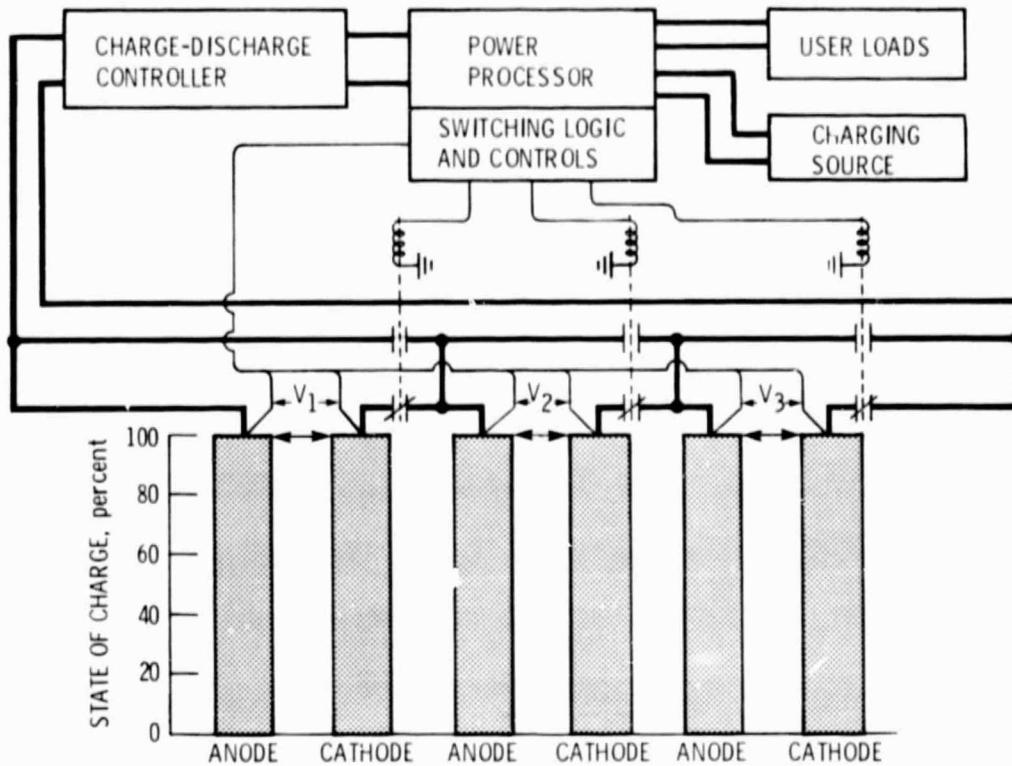 CHARGE-DISCHARGE
CONTROLLER
POWER
PROCESSOR
USER LOADS
SWITCHING LOGIC
AND CONTROLS
CHARGING
SOURCE
V1
V2
V3
STATE OF CHARGE, percent
100
80
60
40
20
0
ANODE CATHODE ANODE CATHODE ANODE CATHODE